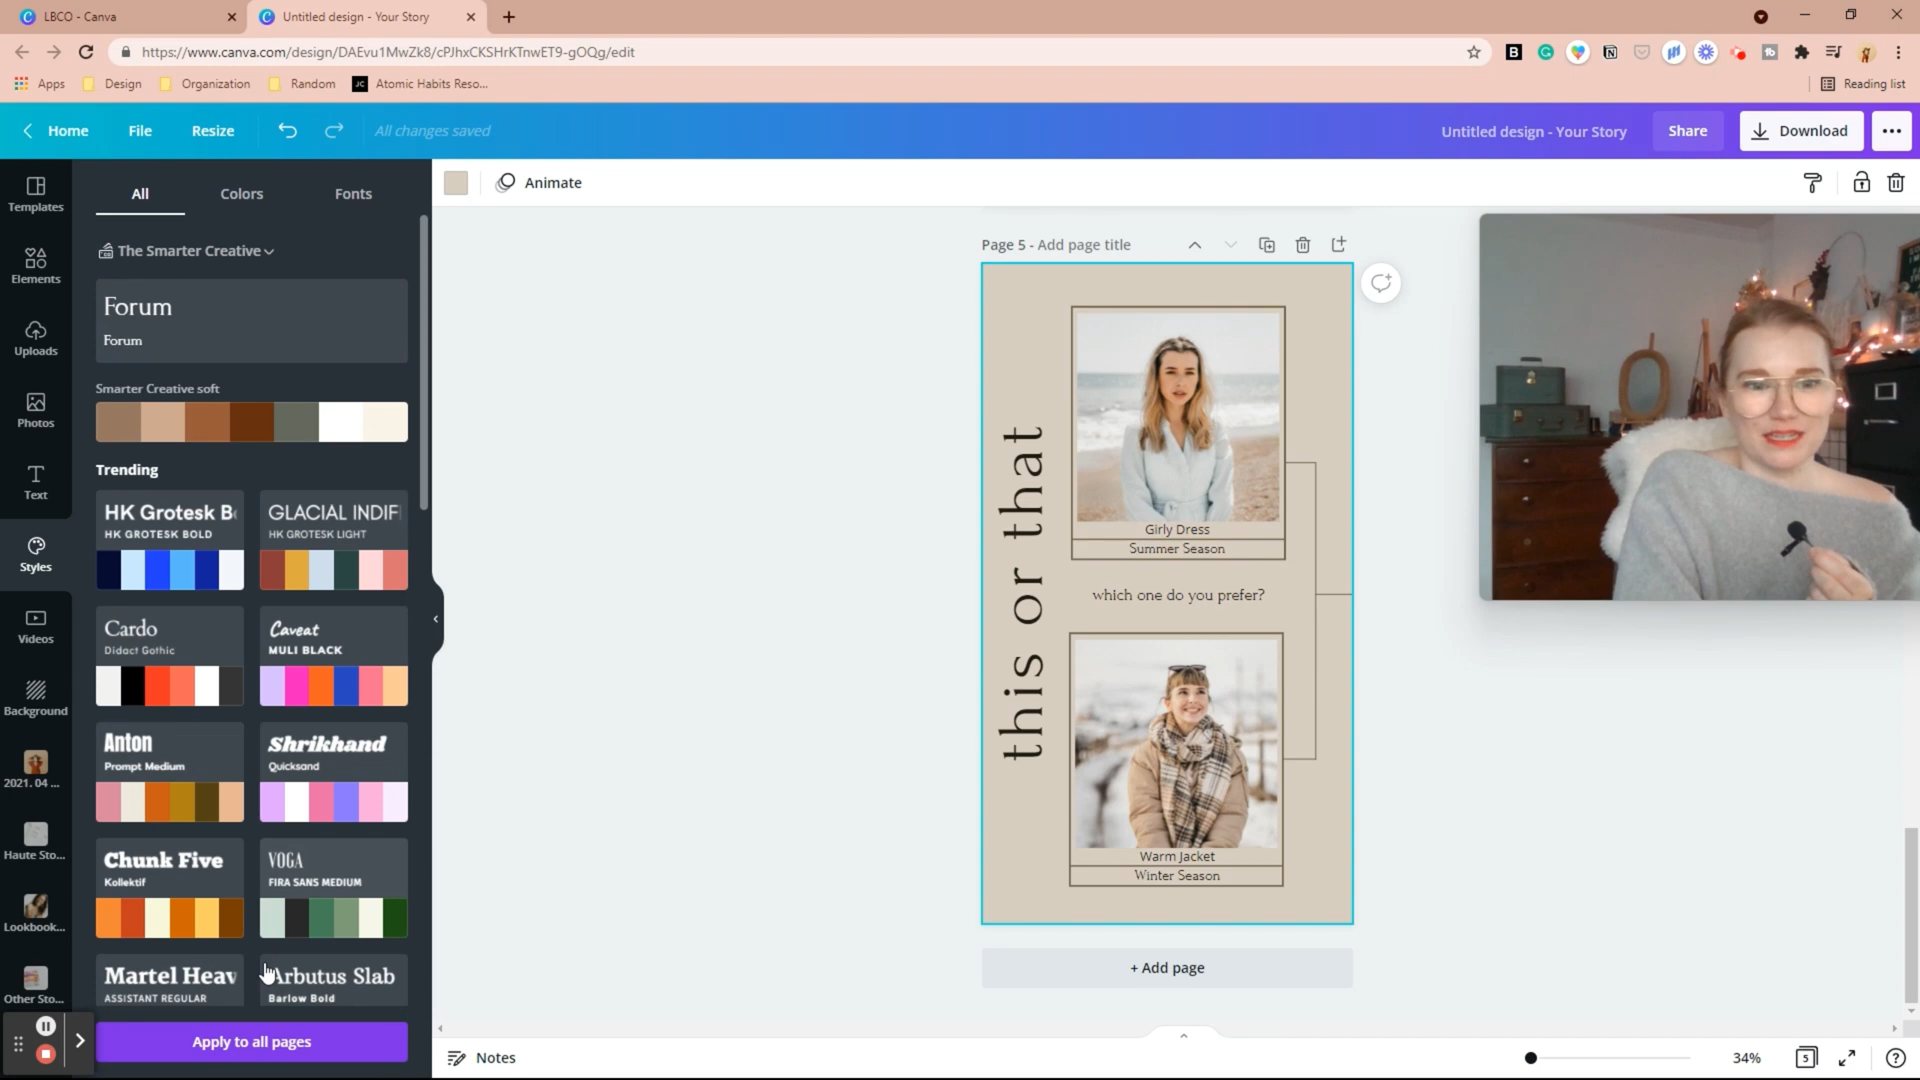 LBCO - Canva
Untitled design - Your Story
https://www.canva.com/design/DAEvu1MwZk8/cPJhxCKSHrKTnwET9-gOQg/edit
Apps
Design
Organization
Random
JC
Atomic Habits Reso...
Reading list
Home
File
Resize
All changes saved
Untitled design - Your Story
Share
Download
Templates
Elements
Uploads
Photos
Text
Styles
Videos
Background
2021. 04 ...
Haute Sto...
Lookbook...
Other Sto...
All
Colors
Fonts
The Smarter Creative
Forum
Forum
Smarter Creative soft
Trending
HK Grotesk B
HK GROTESK BOLD
GLACIAL INDIF
HK GROTESK LIGHT
Cardo
Didact Gothic
Caveat
MULI BLACK
Anton
Prompt Medium
Shrikhand
Quicksand
Chunk Five
Kollektif
VOGA
FIRA SANS MEDIUM
Martel Heav
ASSISTANT REGULAR
Arbutus Slab
Barlow Bold
Apply to all pages
Animate
Page 5 - Add page title
this or that
Girly Dress
Summer Season
which one do you prefer?
Warm Jacket
Winter Season
+ Add page
Notes
34%
5